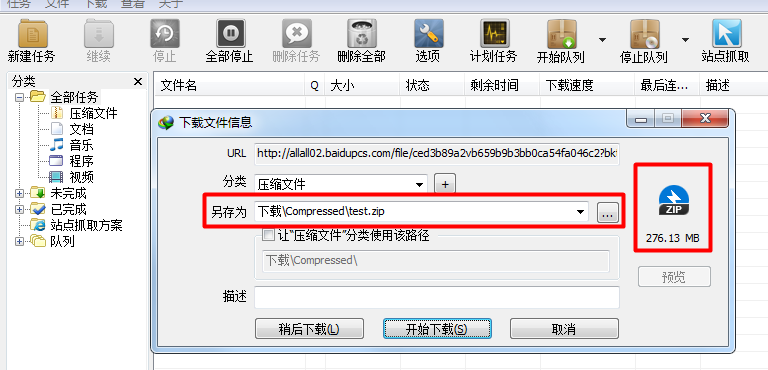 任务 文件 下载 查看 关于
新建任务 继续 停止 全部停止 删除任务 删除全部 选项 计划任务 开始队列 停止队列 站点抓取
分类
文件名 Q 大小 状态 剩余时间 下载速度 最后连... 描述
全部任务
压缩文件
文档
音乐
程序
视频
未完成
已完成
站点抓取方案
队列
下载文件信息
URL http://allall02.baidupcs.com/file/ced3b89a2vb659b9b3bb0ca54fa046c2?bkt
分类 压缩文件 +
另存为 下载\Compressed\test.zip ...
ZIP
276.13 MB
让“压缩文件”分类使用该路径
下载\Compressed\
预览
描述
稍后下载(L) 开始下载(S) 取消